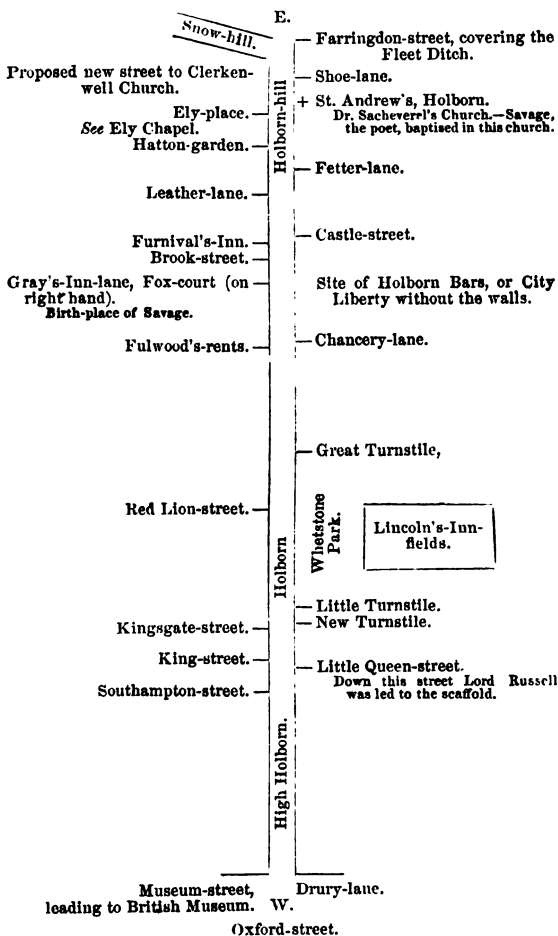 E.
Snow-hill.
Farringdon-street, covering the
Fleet Ditch.
Proposed new street to Clerken-
well Church.
Shoe-lane.
Ely-place.
See Ely Chapel.
+ St. Andrew's, Holborn.
Dr. Sacheverel's Church.—Savage,
the poet, baptised in this church.
Holborn-hill
Hatton-garden.
Fetter-lane.
Leather-lane.
Castle-street.
Furnival's-Inn.
Brook-street.
Gray's-Inn-lane, Fox-court (on
right hand).
Birth-place of Savage.
Site of Holborn Bars, or City
Liberty without the walls.
Chancery-lane.
Fulwood's-rents.
Great Turnstile,
Red Lion-street.
Whetstone
Park.
Lincoln's-Inn-
fields.
Holborn
Little Turnstile.
New Turnstile.
Kingsgate-street.
King-street.
Little Queen-street.
Down this street Lord Russell
was led to the scaffold.
Southampton-street.
High Holborn.
Museum-street,
leading to British Museum.
Drury-lane.
W.
Oxford-street.